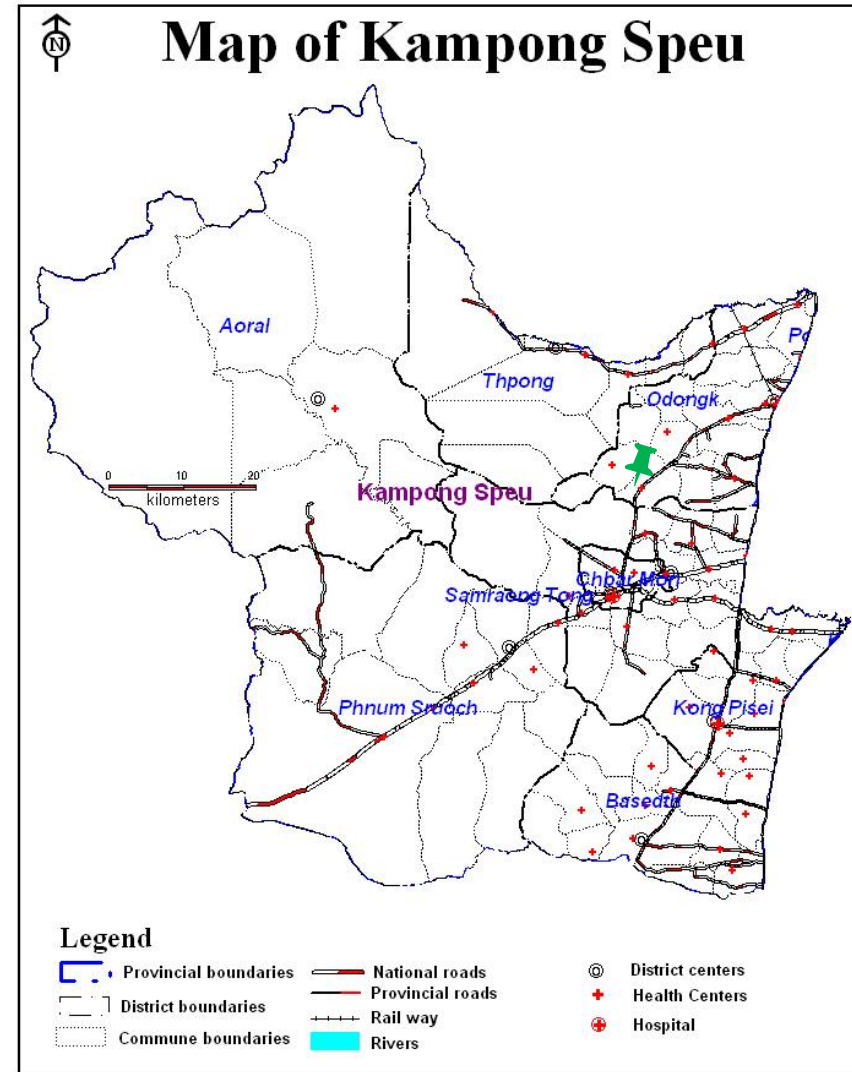 N
Map of Kampong Speu
Aoral
Thpong
Odongk
Po
0 10 20
kilometers
Kampong Speu
Samraong Tong
Chbar Mon
Phnum Sruoch
Kong Pisei
Basedth
Legend
Provincial boundaries
District boundaries
Commune boundaries
National roads
Provincial roads
Rail way
Rivers
District centers
Health Centers
Hospital